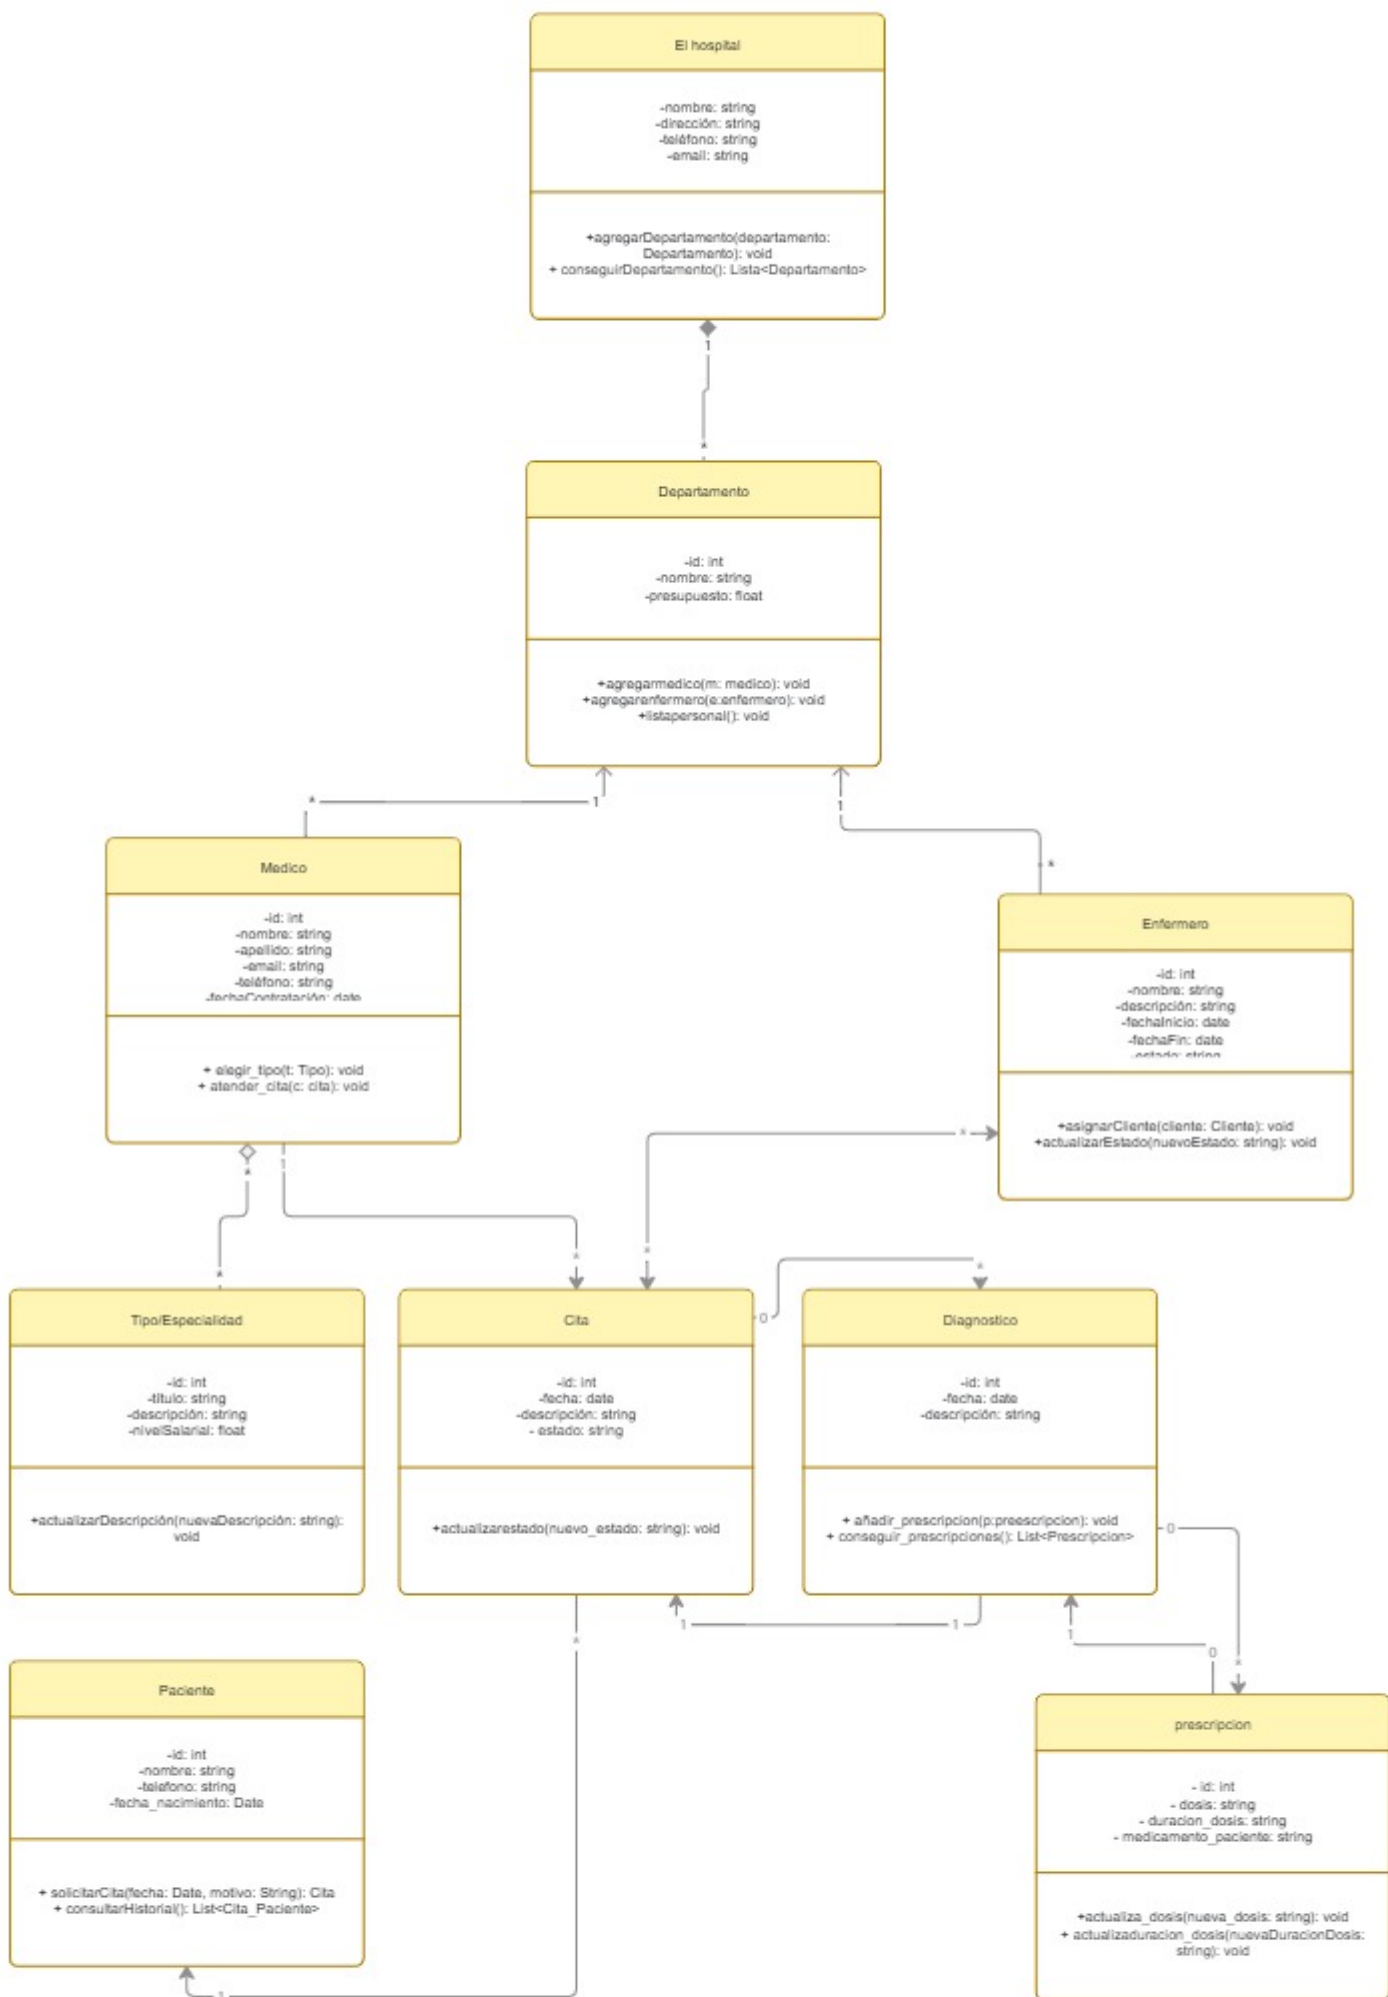 El hospital
-nombre: string
-dirección: string
-teléfono: string
-email: string
+agregarDepartamento(departamento:
Departamento): void
+ conseguirDepartamento(): Lista<Departamento>
1
*
Departamento
-id: int
-nombre: string
-presupuesto: float
+agregarmedico(m: medico): void
+agregarenfermero(e:enfermero): void
+listapersonal(): void
* 1
1
*
Medico
-id: int
-nombre: string
-apellido: string
-email: string
-teléfono: string
-fechaContratación: date
+ elegir_tipo(t: Tipo): void
+ atender_cita(c: cita): void
Enfermero
-id: int
-nombre: string
-descripción: string
-fechaInicio: date
-fechaFin: date
-estado: string
+asignarCliente(cliente: Cliente): void
+actualizarEstado(nuevoEstado: string): void
*
1
*
*
*
*
*
0
Tipo/Especialidad
-id: int
-título: string
-descripción: string
-nivelSalarial: float
+actualizarDescripción(nuevaDescripción: string):
void
Cita
-id: int
-fecha: date
-descripción: string
- estado: string
+actualizarestado(nuevo_estado: string): void
Diagnostico
-id: int
-fecha: date
-descripción: string
+ añadir_prescripcion(p:preescripcion): void
+ conseguir_prescripciones(): List<Prescripcion>
0
1 1
1
0
*
*
Paciente
-id: int
-nombre: string
-telefono: string
-fecha_nacimiento: Date
+ solicitarCita(fecha: Date, motivo: String): Cita
+ consultarHistorial(): List<Cita_Paciente>
1
prescripcion
- id: int
- dosis: string
- duracion_dosis: string
- medicamento_paciente: string
+actualiza_dosis(nueva_dosis: string): void
+ actualizaduracion_dosis(nuevaDuracionDosis:
string): void